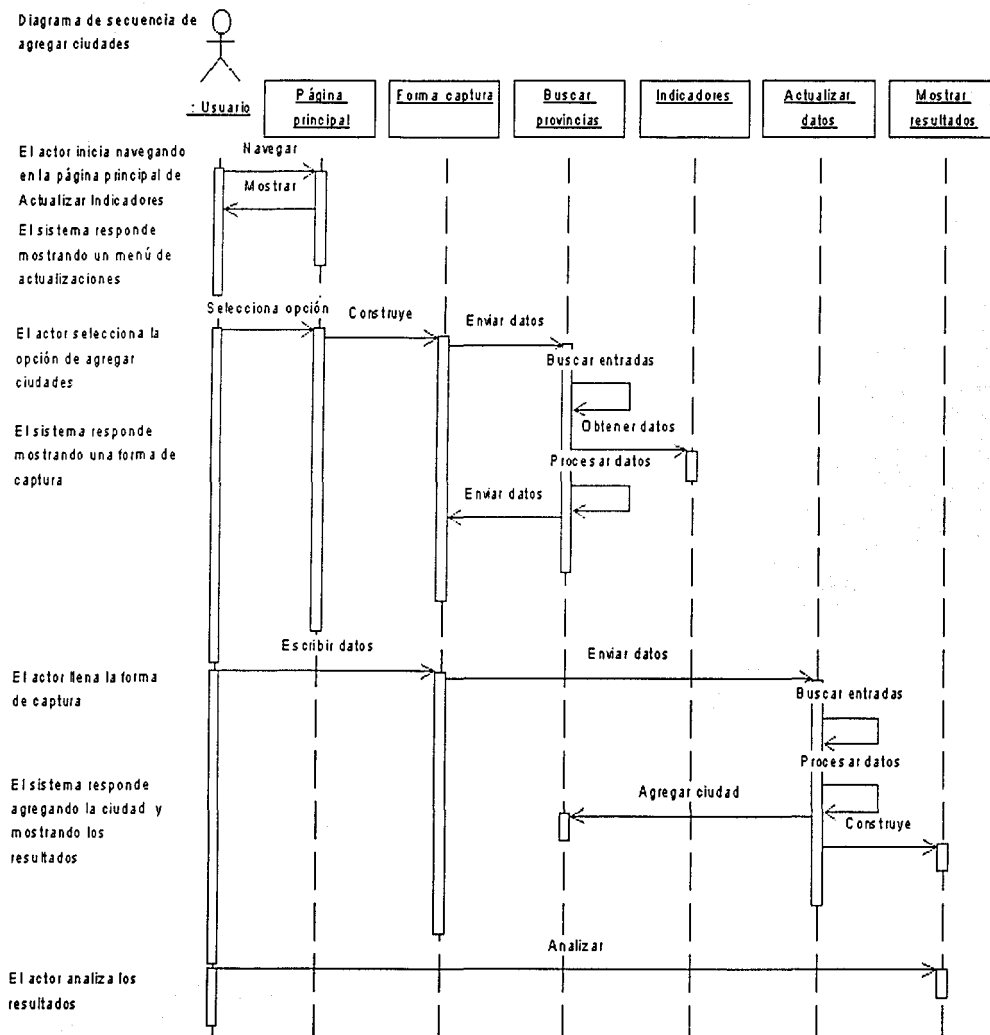 Diagrama de secuencia de
agregar ciudades
: Usuario
Página
principal
Forma captura
Buscar
provincias
Indicadores
Actualizar
datos
Mostrar
resultados
El actor inicia navegando
en la página principal de
Actualizar Indicadores
Navegar
Mostrar
El sistema responde
mostrando un menú de
actualizaciones
Selecciona opción
Construye
Enviar datos
El actor selecciona la
opción de agregar
ciudades
Buscar entradas
Obtener datos
El sistema responde
mostrando una forma de
captura
Procesar datos
Enviar datos
Escribir datos
Enviar datos
El actor llena la forma
de captura
Buscar entradas
Procesar datos
El sistema responde
agregando la ciudad y
mostrando los
resultados
Agregar ciudad
Construye
Analizar
El actor analiza los
resultados